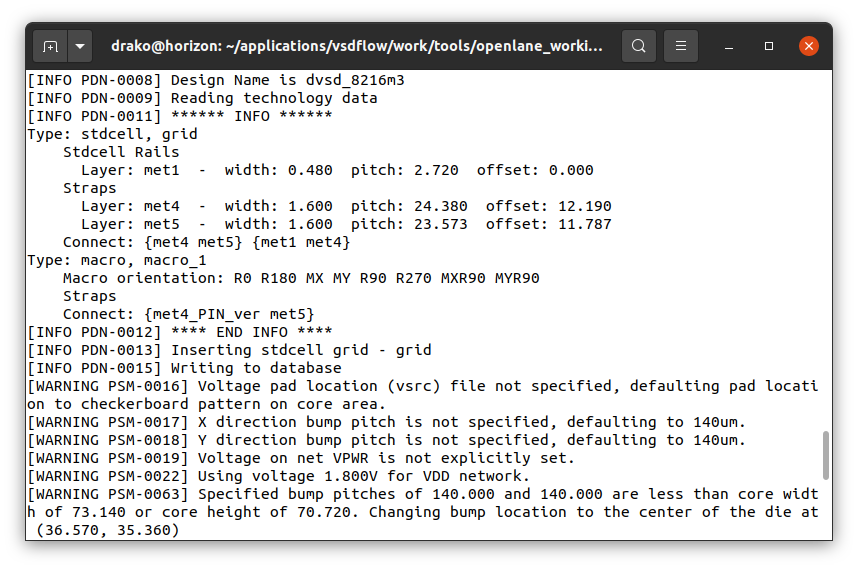 drako@horizon: ~/applications/vsdflow/work/tools/openlane_worki...
[INFO PDN-0008] Design Name is dvsd_8216m3
[INFO PDN-0009] Reading technology data
[INFO PDN-0011] ****** INFO ******
Type: stdcell, grid
    Stdcell Rails
      Layer: met1  -  width: 0.480  pitch: 2.720  offset: 0.000
    Straps
      Layer: met4  -  width: 1.600  pitch: 24.380  offset: 12.190
      Layer: met5  -  width: 1.600  pitch: 23.573  offset: 11.787
    Connect: {met4 met5} {met1 met4}
Type: macro, macro_1
    Macro orientation: R0 R180 MX MY R90 R270 MXR90 MYR90
    Straps
    Connect: {met4_PIN_ver met5}
[INFO PDN-0012] **** END INFO ****
[INFO PDN-0013] Inserting stdcell grid - grid
[INFO PDN-0015] Writing to database
[WARNING PSM-0016] Voltage pad location (vsrc) file not specified, defaulting pad locati
on to checkerboard pattern on core area.
[WARNING PSM-0017] X direction bump pitch is not specified, defaulting to 140um.
[WARNING PSM-0018] Y direction bump pitch is not specified, defaulting to 140um.
[WARNING PSM-0019] Voltage on net VPWR is not explicitly set.
[WARNING PSM-0022] Using voltage 1.800V for VDD network.
[WARNING PSM-0063] Specified bump pitches of 140.000 and 140.000 are less than core widt
h of 73.140 or core height of 70.720. Changing bump location to the center of the die at
 (36.570, 35.360)